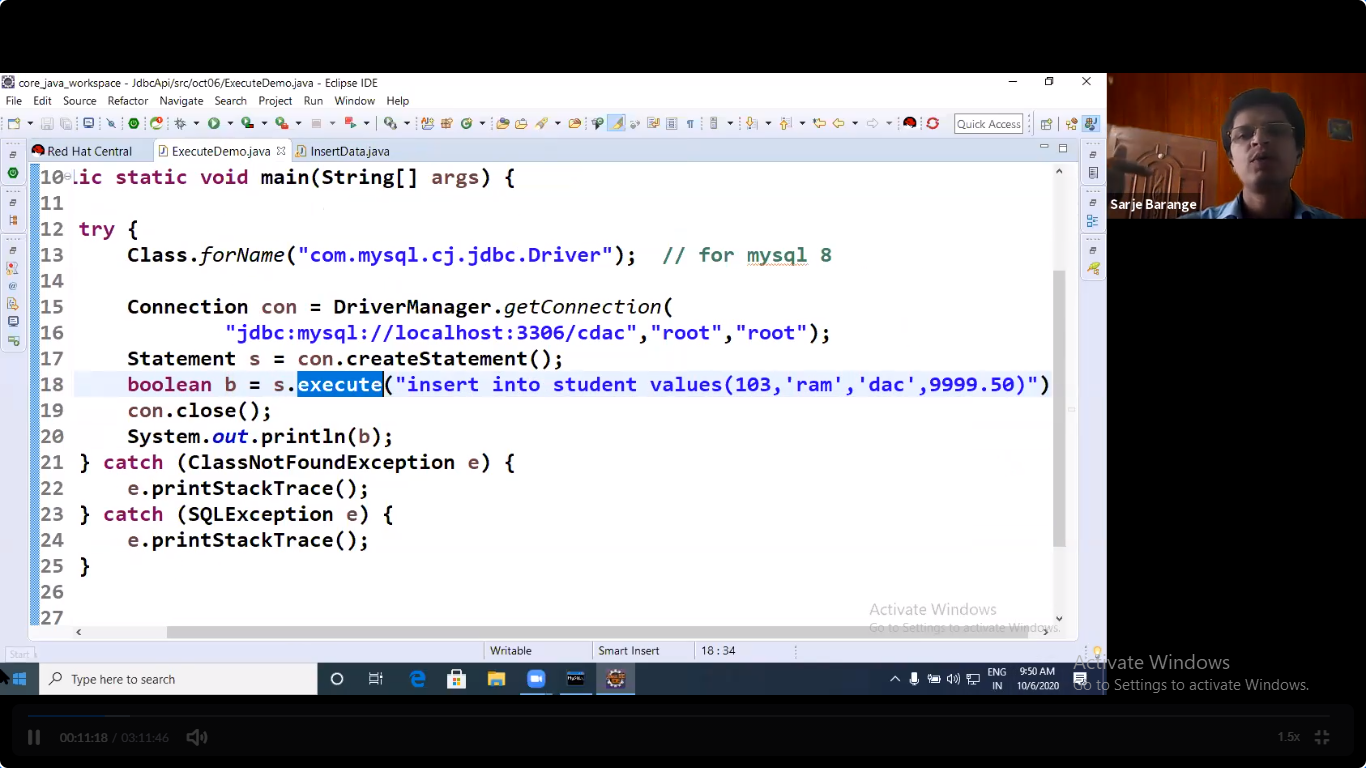 core_java_workspace - JdbcApi/src/oct06/ExecuteDemo.java - Eclipse IDE
File Edit Source Refactor Navigate Search Project Run Window Help
Quick Access
Red Hat Central ExecuteDemo.java InsertData.java
Sarje Barange
10 ic static void main(String[] args) {
11
12 try {
13 Class.forName("com.mysql.cj.jdbc.Driver"); // for mysql 8
14
15 Connection con = DriverManager.getConnection(
16 "jdbc:mysql://localhost:3306/cdac","root","root");
17 Statement s = con.createStatement();
18 boolean b = s.execute("insert into student values(103,'ram','dac',9999.50)")
19 con.close();
20 System.out.println(b);
21 } catch (ClassNotFoundException e) {
22 e.printStackTrace();
23 } catch (SQLException e) {
24 e.printStackTrace();
25 }
26
27
Activate Windows
Go to Settings to activate Windows.
Start
Writable Smart Insert 18 : 34
Type here to search
MySQL
ENG
IN
9:50 AM
10/6/2020
Activate Windows
Go to Settings to activate Windows.
00:11:18 / 03:11:46
1.5x